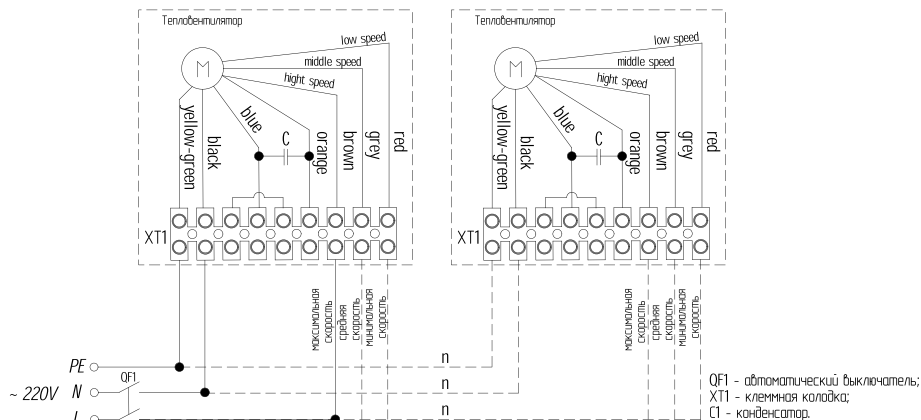 Тепловентилятор
Тепловентилятор
M
low speed
middle speed
hight speed
M
low speed
middle speed
hight speed
yellow-green
black
blue
C
orange
brown
grey
red
yellow-green
black
blue
C
orange
brown
grey
red
XT1
XT1
максимальная
скорость
средняя
скорость
минимальная
скорость
максимальная
скорость
средняя
скорость
минимальная
скорость
PE
n
QF1
~ 220V
N
n
L
n
QF1 - автоматический выключатель;
XT1 - клеммная колодка;
C1 - конденсатор.